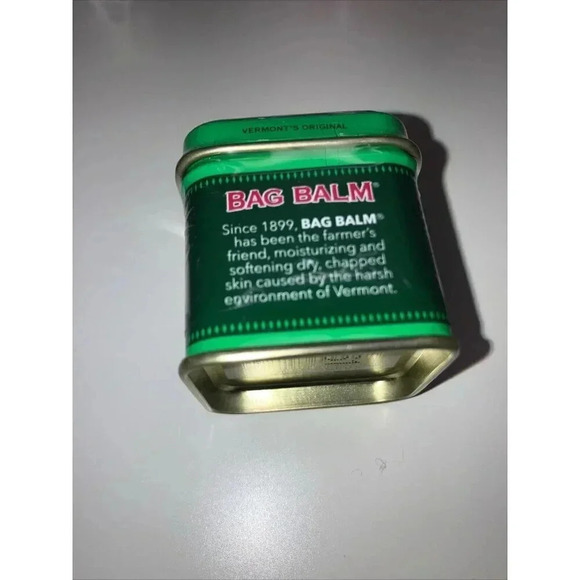 VERMONT'S ORIGINAL
BAG BALM®
Since 1899, BAG BALM®
has been the farmer's
friend, moisturizing and
softening dry, chapped
skin caused by the harsh
environment of Vermont.